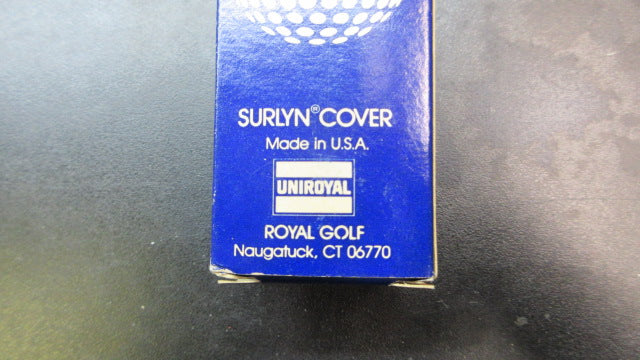 SURLYN® COVER
Made in U.S.A.
UNIROYAL
ROYAL GOLF
Naugatuck, CT 06770